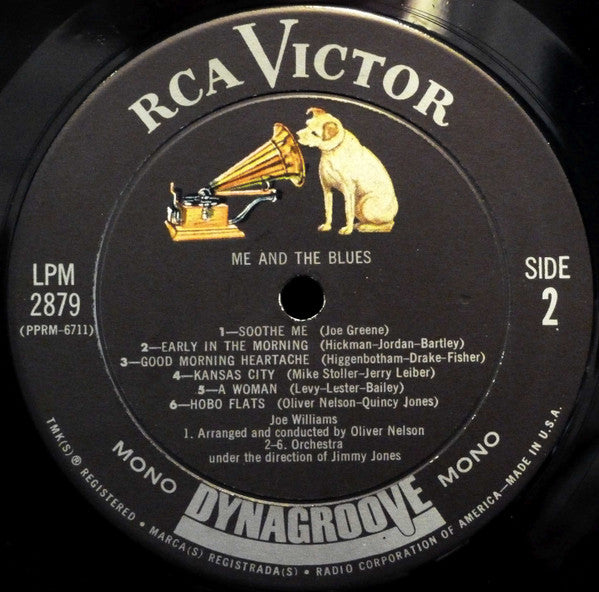 RCA VICTOR
ME AND THE BLUES
LPM
2879
(PPRM-6711)
SIDE
2
1—SOOTHE ME (Joe Greene)
2—EARLY IN THE MORNING (Hickman-Jordan-Bartley)
3—GOOD MORNING HEARTACHE (Higgenbotham-Drake-Fisher)
4—KANSAS CITY (Mike Stoller-Jerry Leiber)
5—A WOMAN (Levy-Lester-Bailey)
6—HOBO FLATS (Oliver Nelson-Quincy Jones)
Joe Williams
1. Arranged and conducted by Oliver Nelson
2-6. Orchestra
under the direction of Jimmy Jones
MONO DYNAGROOVE MONO
TMK(S) ® REGISTERED • MARCA(S) REGISTRADA(S) • RADIO CORPORATION OF AMERICA—MADE IN U.S.A.